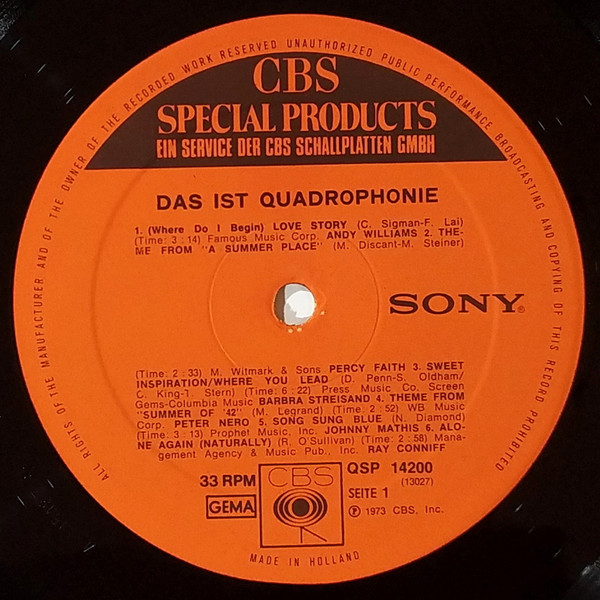 ALL RIGHTS OF THE MANUFACTURER AND OF THE OWNER OF THE RECORDED WORK RESERVED UNAUTHORIZED PUBLIC PERFORMANCE BROADCASTING AND COPYING OF THIS RECORD PROHIBITED
CBS
SPECIAL PRODUCTS
EIN SERVICE DER CBS SCHALLPLATTEN GMBH
DAS IST QUADROPHONIE
1. (Where Do I Begin) LOVE STORY (C. Sigman-F. Lai)
(Time: 3 : 14) Famous Music Corp. ANDY WILLIAMS 2. THE-
ME FROM "A SUMMER PLACE" (M. Discant-M. Steiner)
SONY®
(Time: 2 : 33) M. Witmark & Sons PERCY FAITH 3. SWEET
INSPIRATION/WHERE YOU LEAD (D. Penn-S. Oldham/
C. King-T. Stern) (Time: 6 : 22) Press Music Co. Screen
Gems-Columbia Music BARBRA STREISAND 4. THEME FROM
"SUMMER OF '42" (M. Legrand) (Time: 2 : 52) WB Music
Corp. PETER NERO 5. SONG SUNG BLUE (N. Diamond)
(Time: 3 : 13) Prophet Music, Inc. JOHNNY MATHIS 6. ALO-
NE AGAIN (NATURALLY) (R. O'Sullivan) (Time: 2 : 58) Mana-
gement Agency & Music Pub., Inc. RAY CONNIFF
33 RPM
GEMA
CBS
QSP 14200
(13027)
SEITE 1
℗ 1973 CBS, Inc.
MADE IN HOLLAND